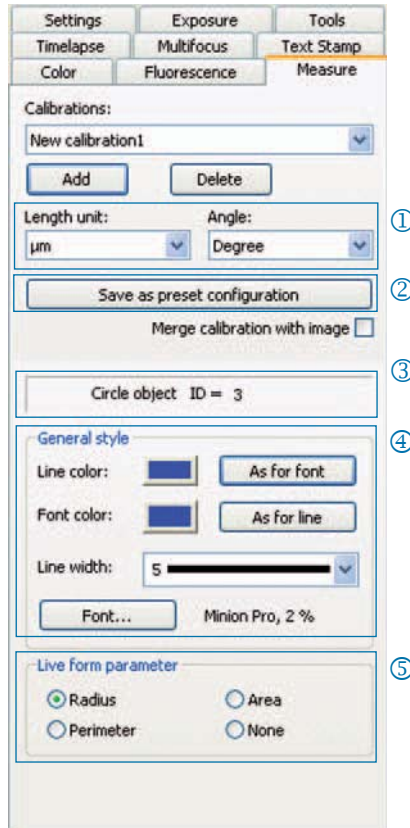 Settings Exposure Tools
Timelapse Multifocus Text Stamp
Color Fluorescence Measure
Calibrations:
New calibration1
Add Delete
Length unit: Angle: ①
µm Degree
Save as preset configuration ②
Merge calibration with image
③
Circle object ID = 3
General style ④
Line color: As for font
Font color: As for line
Line width: 5
Font... Minion Pro, 2 %
Live form parameter ⑤
Radius Area
Perimeter None